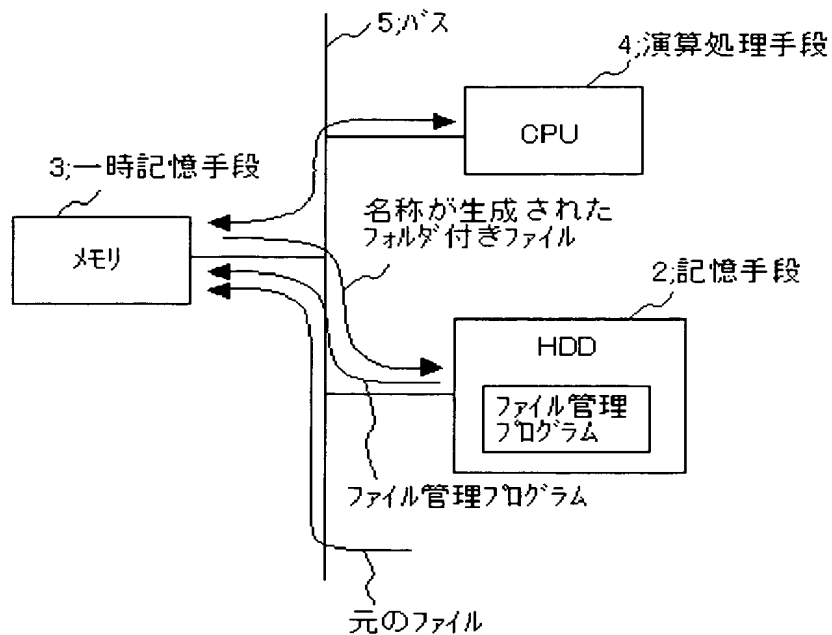 5;バス
4;演算処理手段
CPU
3;一時記憶手段
メモリ
名称が生成された
フォルダ付きファイル
2;記憶手段
HDD
ファイル管理
プログラム
ファイル管理プログラム
元のファイル